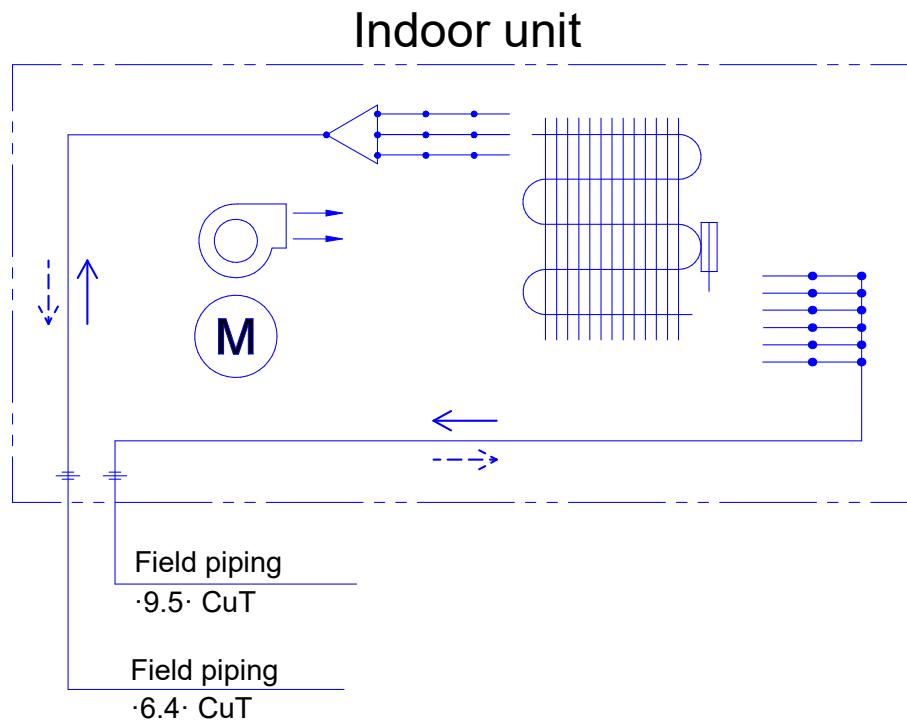 Indoor unit
M
Field piping
·9.5· CuT
Field piping
·6.4· CuT